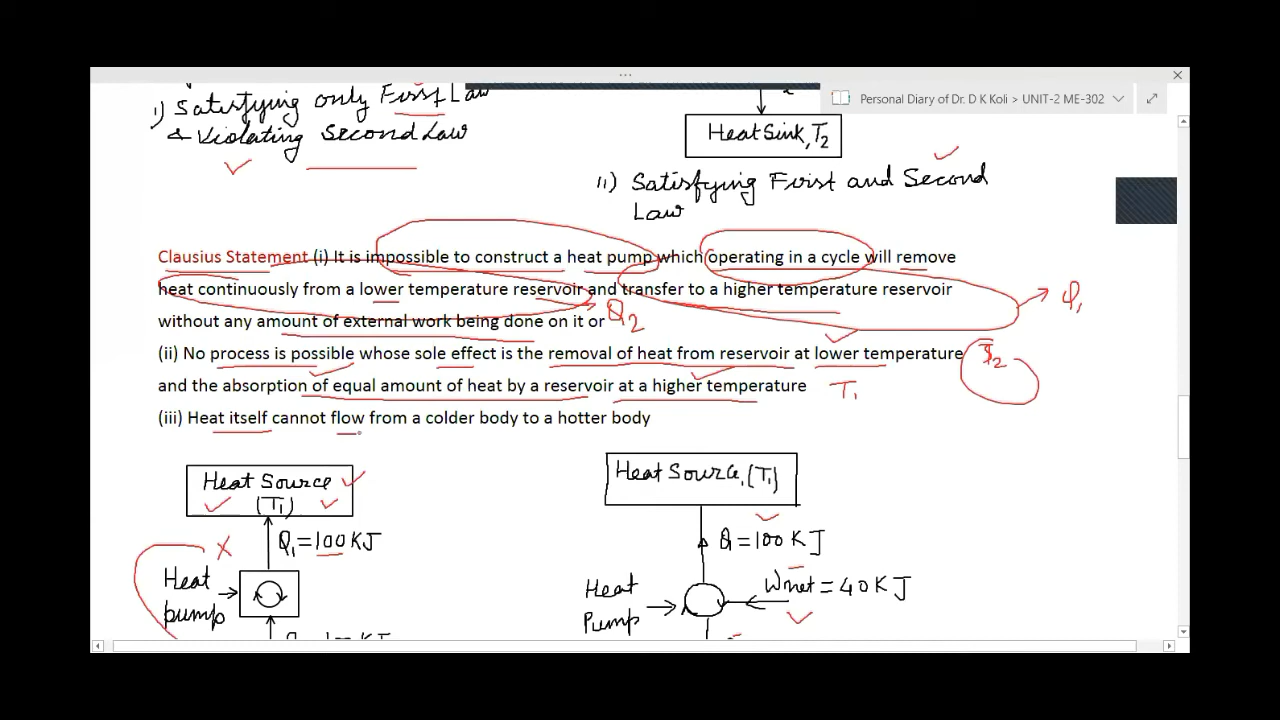 ...
Personal Diary of Dr. D K Koli > UNIT-2 ME-302
i) Satisfying only First Law
& Violating Second Law
Heat Sink, T2
ii) Satisfying First and Second
Law
Clausius Statement (i) It is impossible to construct a heat pump which operating in a cycle will remove
heat continuously from a lower temperature reservoir and transfer to a higher temperature reservoir
Q1
without any amount of external work being done on it or
Q2
(ii) No process is possible whose sole effect is the removal of heat from reservoir at lower temperature
T2
and the absorption of equal amount of heat by a reservoir at a higher temperature
T1
(iii) Heat itself cannot flow from a colder body to a hotter body
Heat Source
(T1)
Q1 = 100 KJ
Heat
pump
Heat Source, (T1)
Q = 100 KJ
Wnet = 40 KJ
Heat
Pump